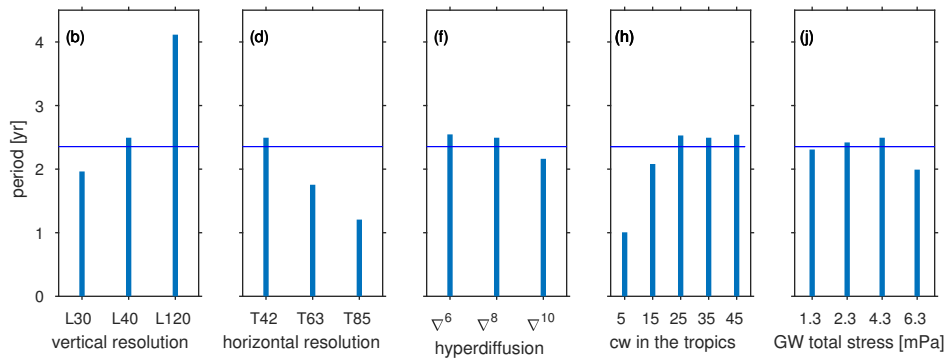 (b) (d) (f) (h) (j)
4
3
2
1
0
period [yr]
L30 L40 L120 T42 T63 T85 ∇⁶ ∇⁸ ∇¹⁰ 5 15 25 35 45 1.3 2.3 4.3 6.3
vertical resolution horizontal resolution hyperdiffusion cw in the tropics GW total stress [mPa]